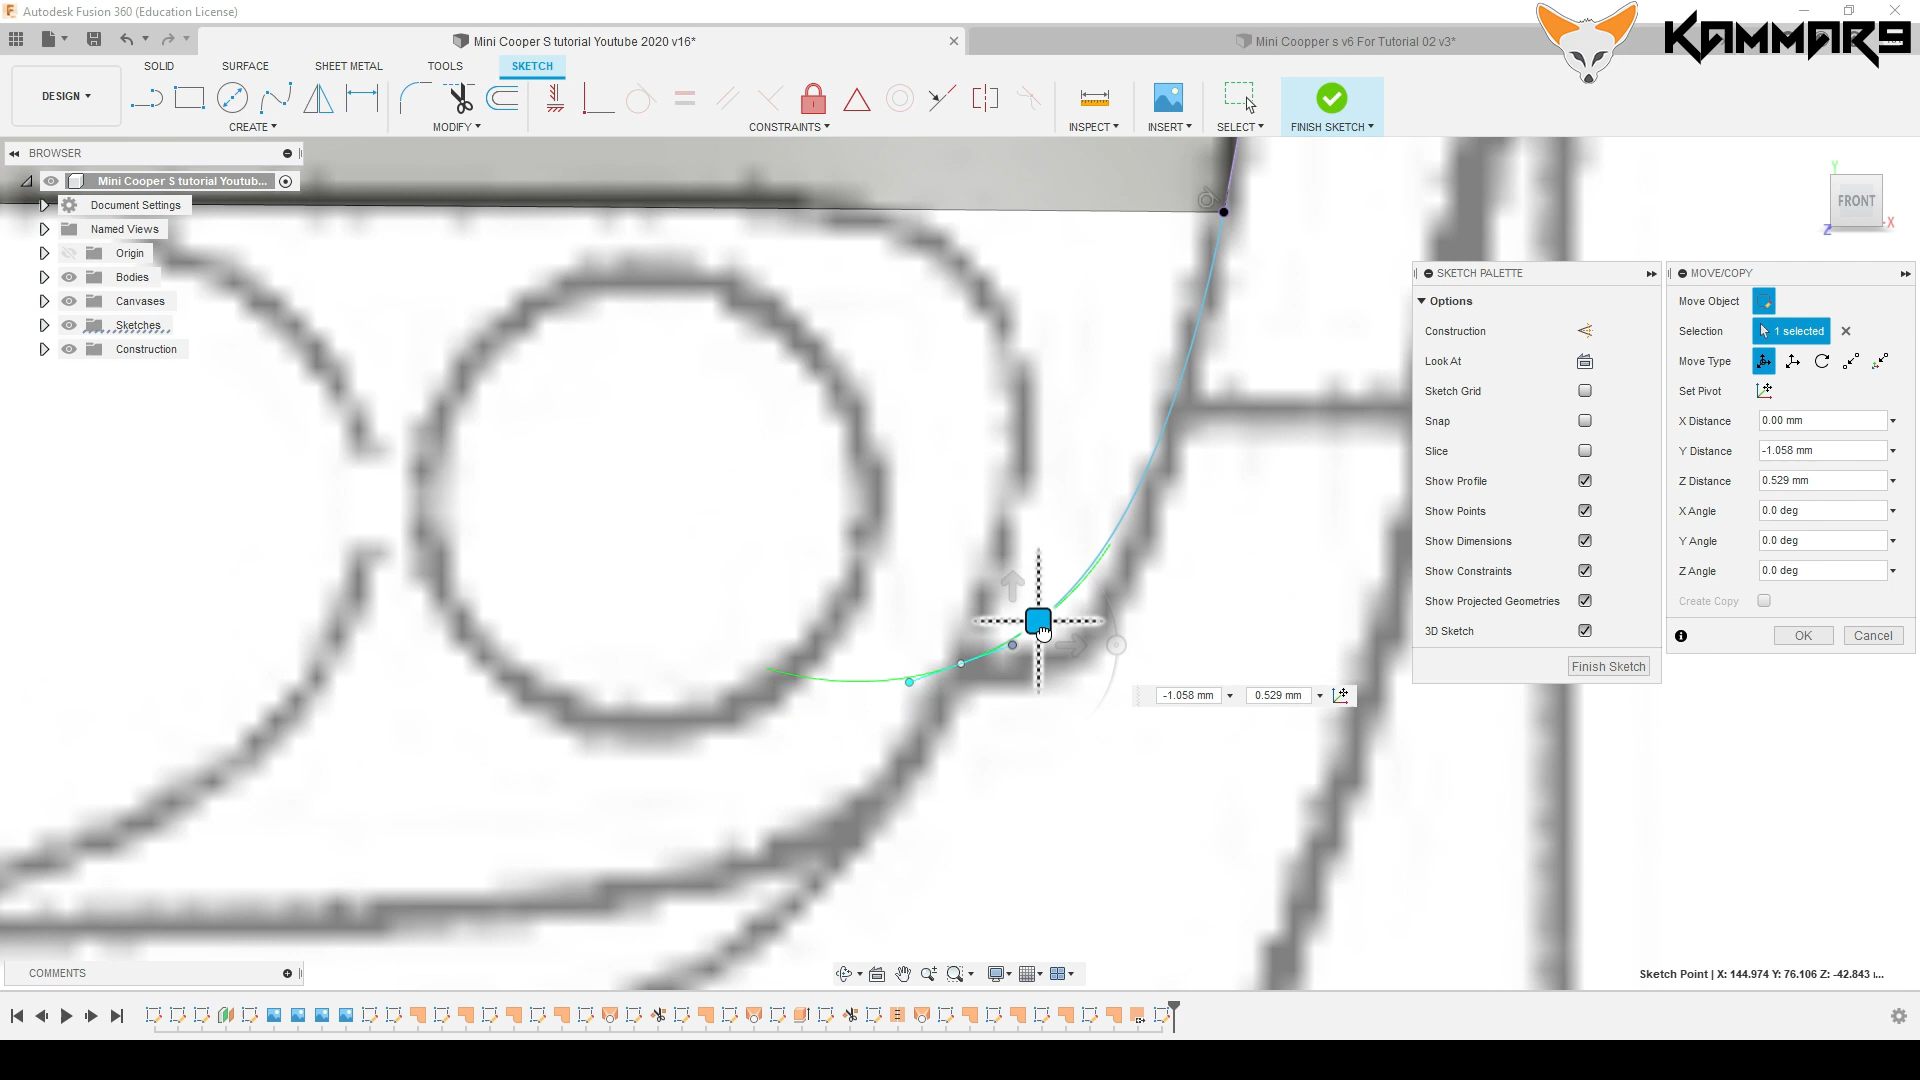 Autodesk Fusion 360 (Education License)
KAMMAR9
Mini Cooper S tutorial Youtube 2020 v16*
Mini Coopper s v6 For Tutorial 02 v3*
SOLID
SURFACE
SHEET METAL
TOOLS
SKETCH
DESIGN
CREATE
MODIFY
CONSTRAINTS
INSPECT
INSERT
SELECT
FINISH SKETCH
BROWSER
Mini Cooper S tutorial Youtub...
Document Settings
Named Views
Origin
Bodies
Canvases
Sketches
Construction
Y
FRONT
X
Z
SKETCH PALETTE
Options
Construction
Look At
Sketch Grid
Snap
Slice
Show Profile
Show Points
Show Dimensions
Show Constraints
Show Projected Geometries
3D Sketch
Finish Sketch
MOVE/COPY
Move Object
Selection 1 selected
Move Type
Set Pivot
X Distance 0.00 mm
Y Distance -1.058 mm
Z Distance 0.529 mm
X Angle 0.0 deg
Y Angle 0.0 deg
Z Angle 0.0 deg
Create Copy
OK Cancel
-1.058 mm 0.529 mm
COMMENTS
Sketch Point | X: 144.974 Y: 76.106 Z: -42.843 ...